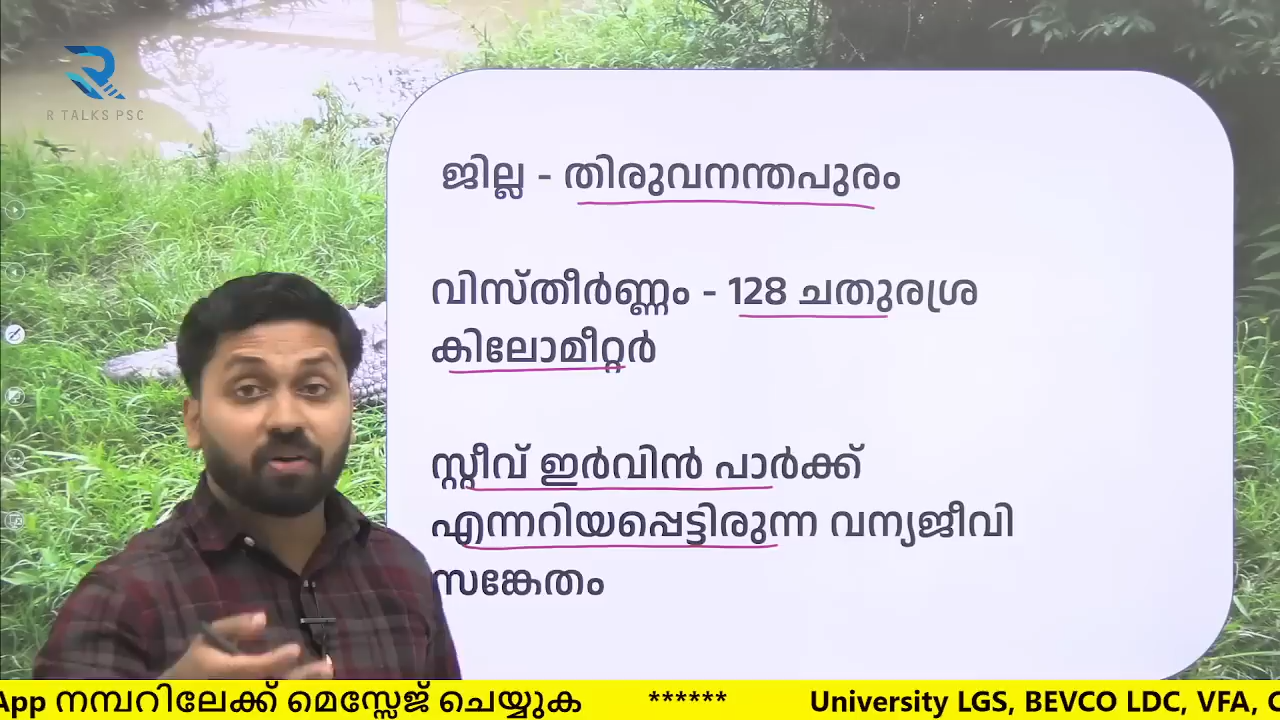 R TALKS PSC
ജില്ല - തിരുവനന്തപുരം
വിസ്തീർണ്ണം - 128 ചതുരശ്ര
കിലോമീറ്റർ
സ്റ്റീവ് ഇർവിൻ പാർക്ക്
എന്നറിയപ്പെട്ടിരുന്ന വന്യജീവി
സങ്കേതം
App നമ്പറിലേക്ക് മെസ്സേജ് ചെയ്യുക ****** University LGS, BEVCO LDC, VFA,